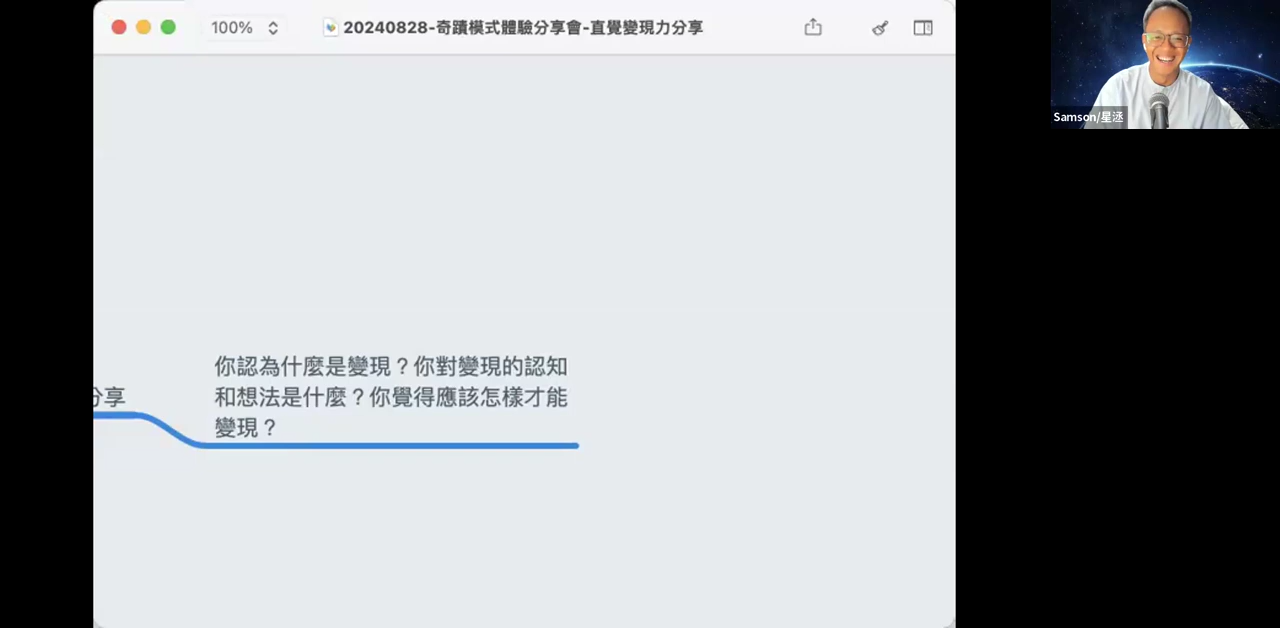 100%
20240828-奇蹟模式體驗分享會-直覺變現力分享
Samson/星拯
你認為什麼是變現？你對變現的認知
和想法是什麼？你覺得應該怎樣才能
變現？
分享